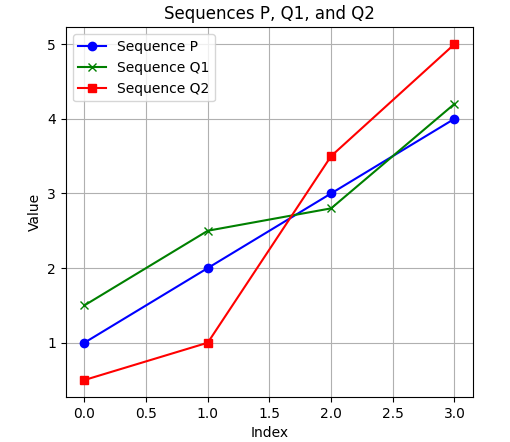 Sequences P, Q1, and Q2
Sequence P
Sequence Q1
Sequence Q2
5
4
3
2
1
Value
0.0 0.5 1.0 1.5 2.0 2.5 3.0
Index